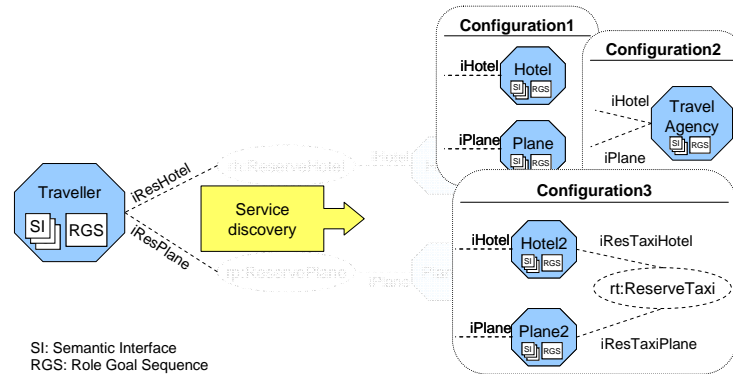 Configuration1
iHotel
Hotel
SI RGS
iPlane
Plane
SI RGS
Configuration2
iHotel
Travel
Agency
SI RGS
iPlane
Traveller
SI RGS
iResHotel
iResPlane
rh:ReserveHotel
iHotel
rp:ReservePlane
iPlane
Service
discovery
Configuration3
iHotel
Hotel2
SI RGS
iResTaxiHotel
rt:ReserveTaxi
iPlane
Plane2
SI RGS
iResTaxiPlane
SI: Semantic Interface
RGS: Role Goal Sequence